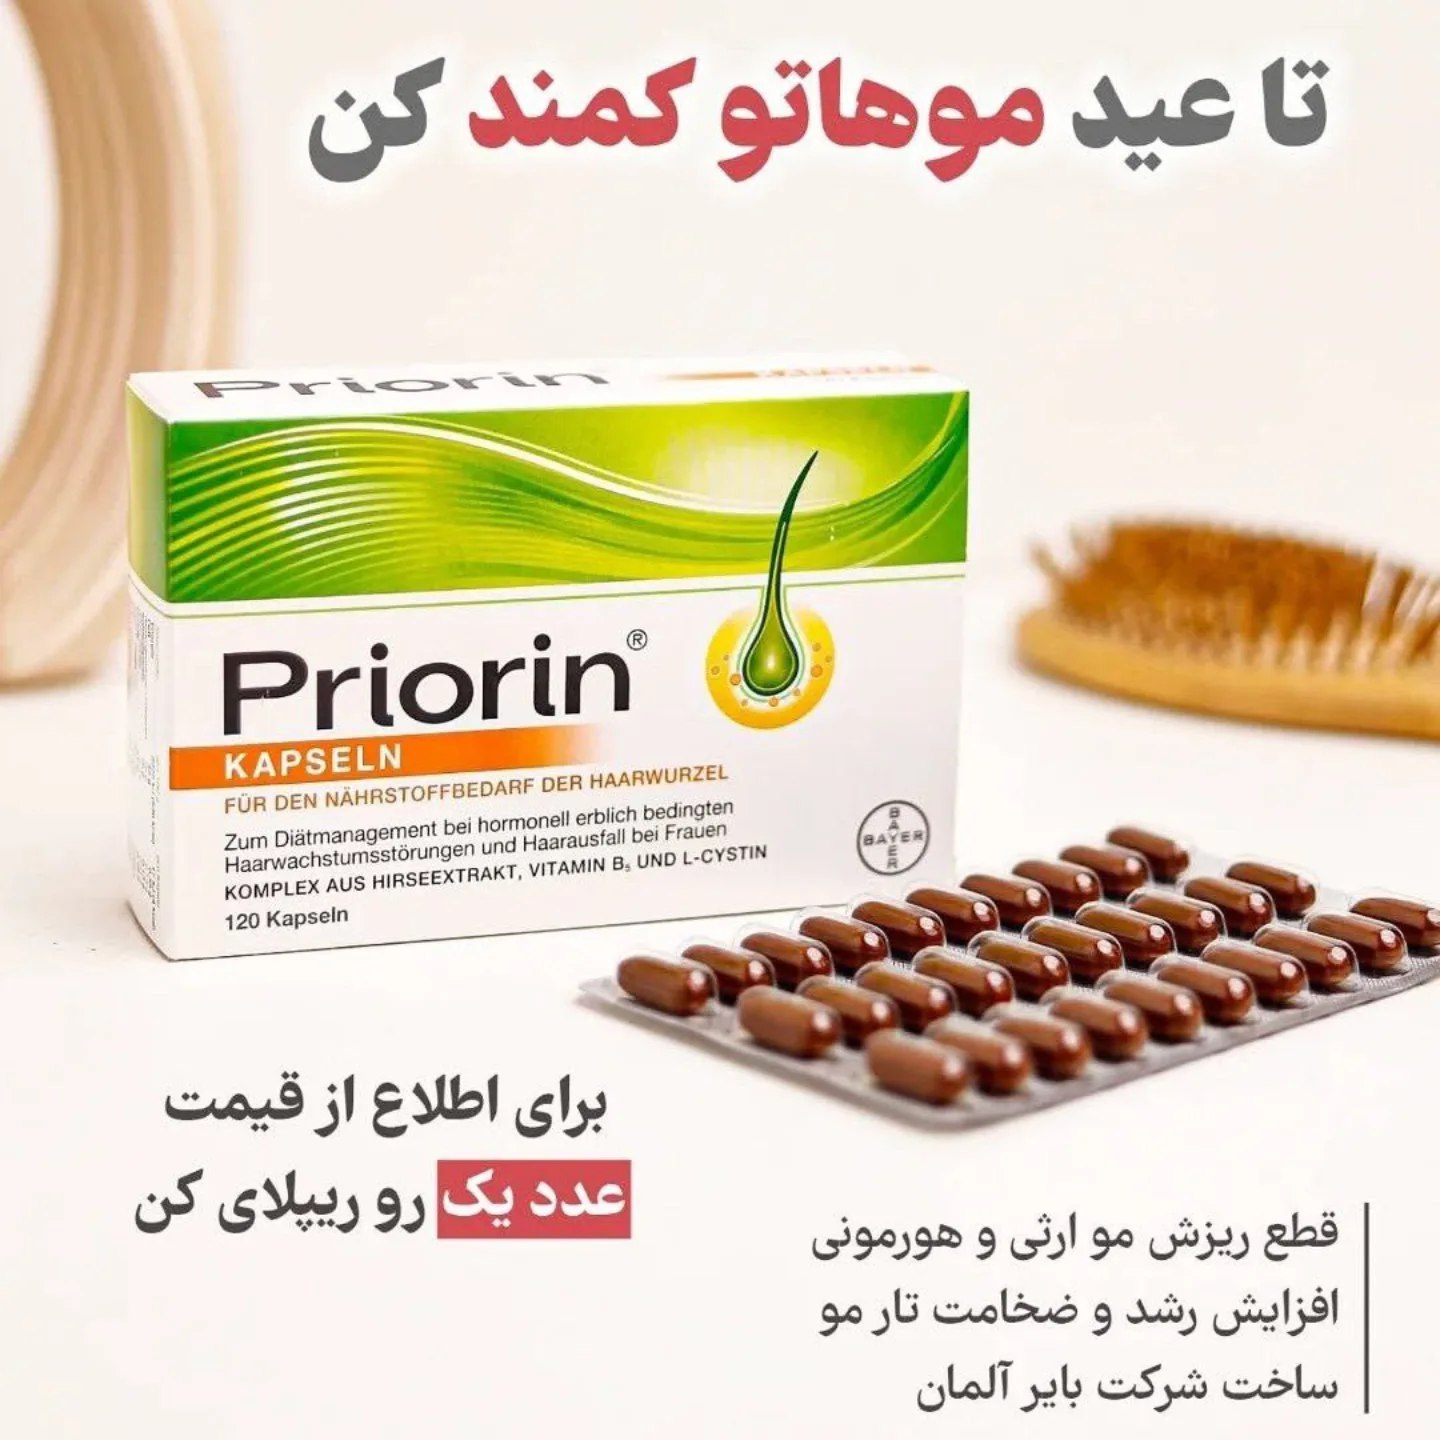 تا عید موهاتو کمند کن
Priorin
Priorin®
KAPSELN
FÜR DEN NÄHRSTOFFBEDARF DER HAARWURZEL
Zum Diätmanagement bei hormonell erblich bedingten
Haarwachstumsstörungen und Haarausfall bei Frauen
KOMPLEX AUS HIRSEEXTRAKT, VITAMIN B₅ UND L-CYSTIN
120 Kapseln
BAYER
BAYER
برای اطلاع از قیمت
عدد یک رو ریپلای کن
قطع ریزش مو ارثی و هورمونی
افزایش رشد و ضخامت تار مو
ساخت شرکت بایر آلمان